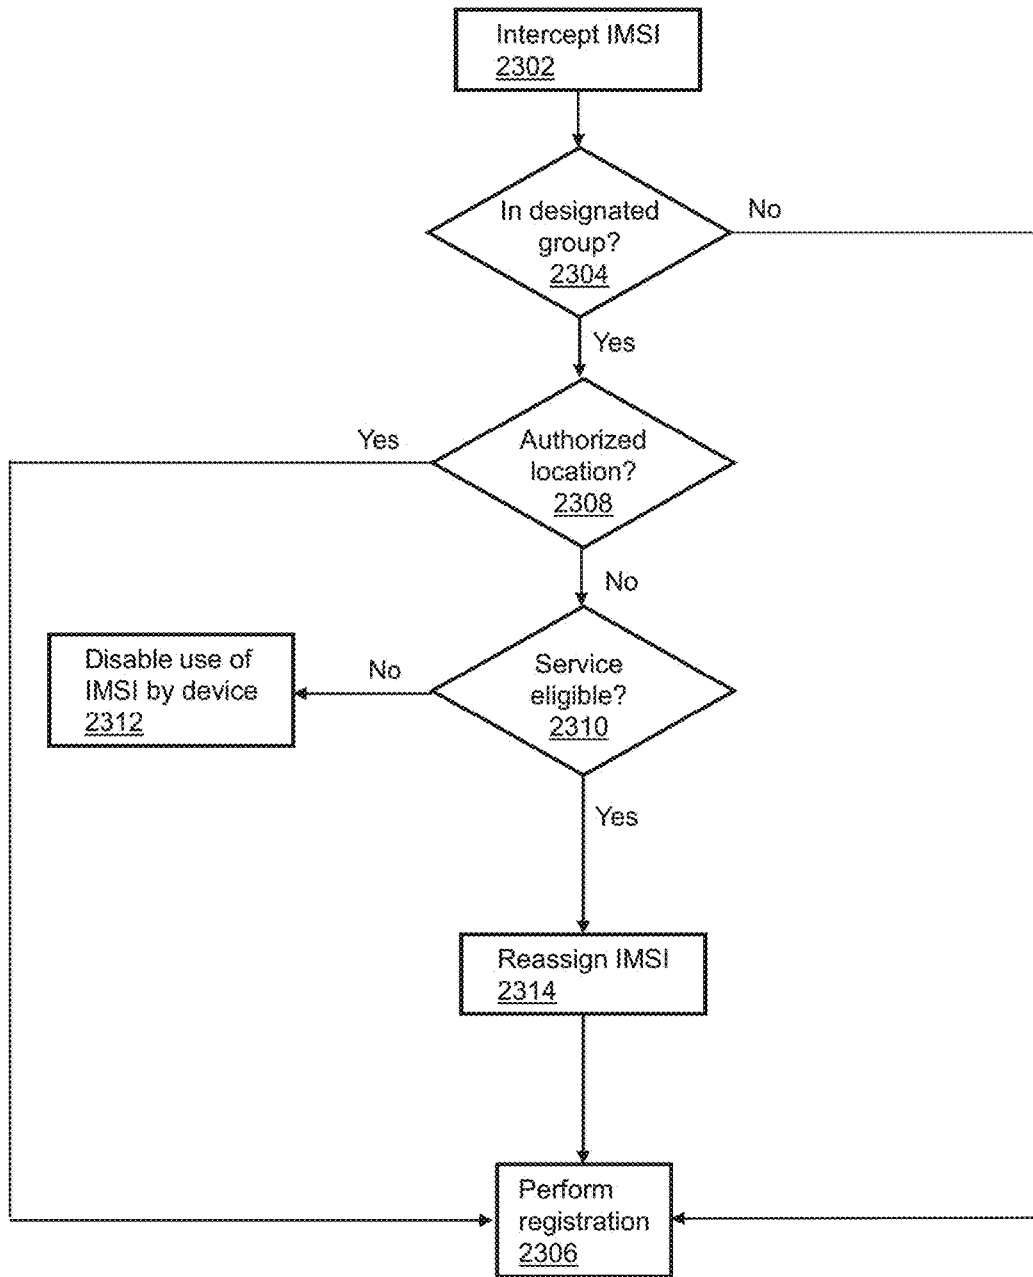 Intercept IMSI
2302
In designated
group?
2304
No
Yes
Authorized
location?
2308
Yes
No
Service
eligible?
2310
No
Disable use of
IMSI by device
2312
Yes
Reassign IMSI
2314
Perform
registration
2306